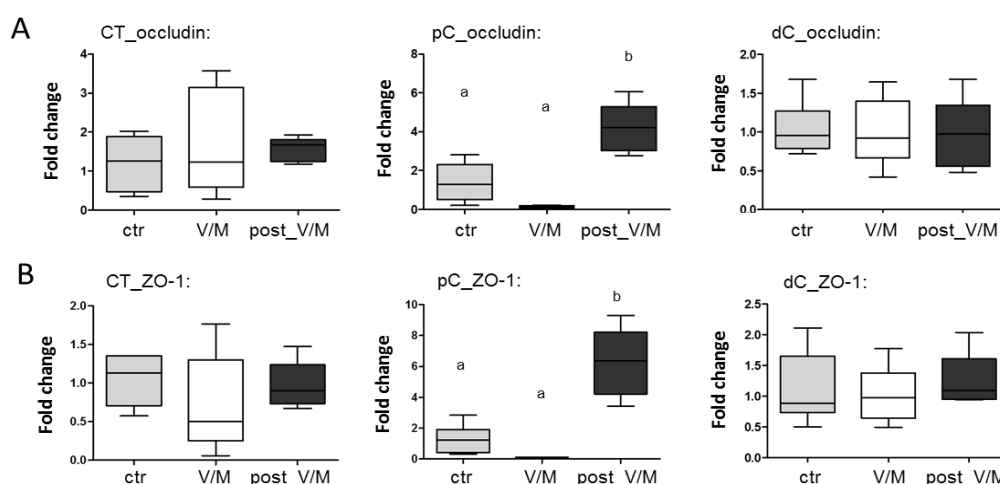 A
CT_occludin:
Fold change
4
3
2
1
0
ctr V/M post_V/M
pC_occludin:
Fold change
8
6
4
2
0
a
a
b
ctr V/M post_V/M
dC_occludin:
Fold change
2.0
1.5
1.0
0.5
0.0
ctr V/M post_V/M
B
CT_ZO-1:
Fold change
2.0
1.5
1.0
0.5
0.0
ctr V/M post_V/M
pC_ZO-1:
Fold change
10
8
6
4
2
0
a
a
b
ctr V/M post_V/M
dC_ZO-1:
Fold change
2.5
2.0
1.5
1.0
0.5
0.0
ctr V/M post_V/M